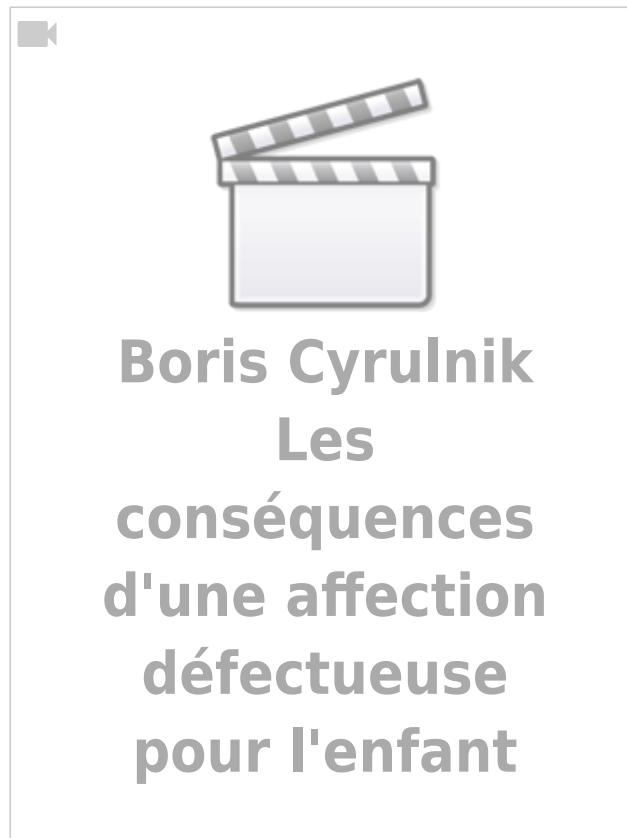 Boris Cyrulnik
Les
conséquences
d'une affection
défectueuse
pour l'enfant